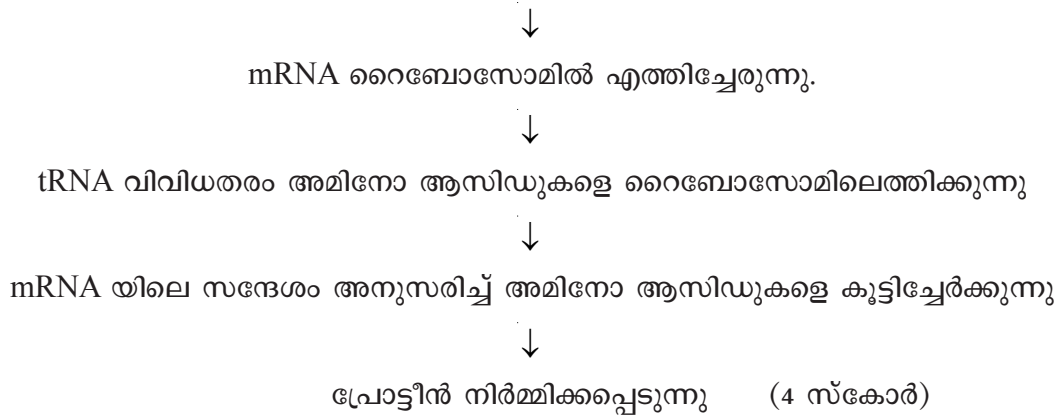 ↓
mRNA റൈബോസോമിൽ എത്തിച്ചേരുന്നു.
↓
tRNA വിവിധതരം അമിനോ ആസിഡുകളെ റൈബോസോമിലെത്തിക്കുന്നു
↓
mRNA യിലെ സന്ദേശം അനുസരിച്ച് അമിനോ ആസിഡുകളെ കൂട്ടിച്ചേർക്കുന്നു
↓
പ്രോട്ടീൻ നിർമ്മിക്കപ്പെടുന്നു (4 സ്കോർ)